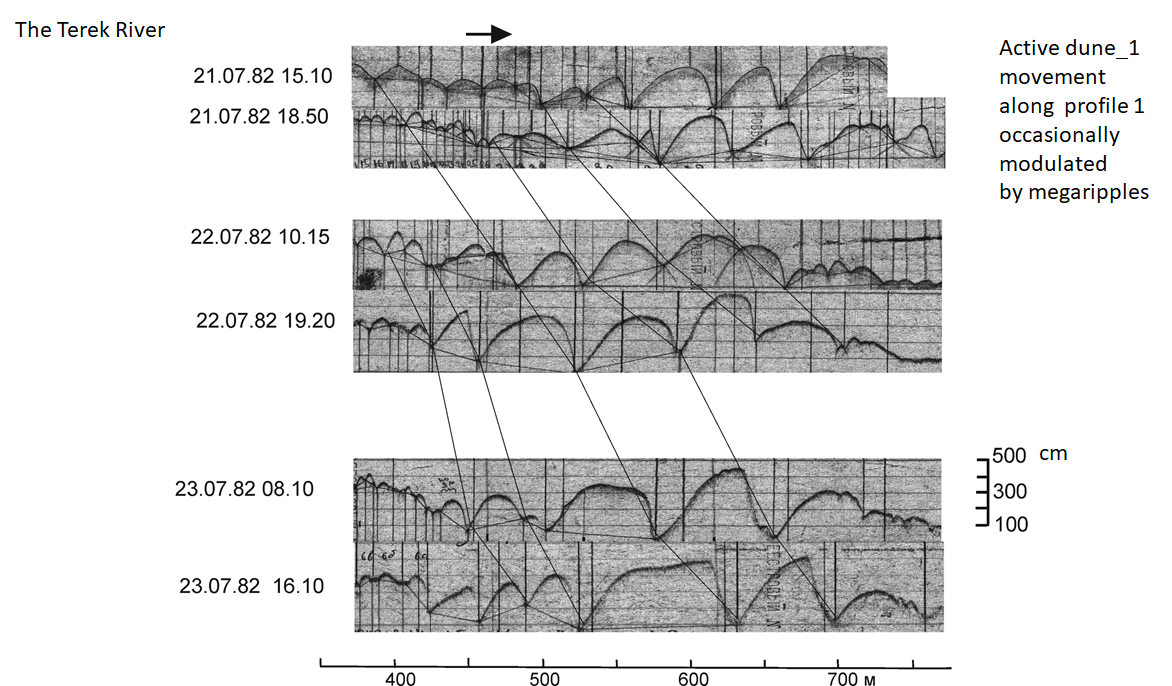 The Terek River
Active dune_1
movement
along profile 1
occasionally
modulated
by megaripples
21.07.82 15.10
21.07.82 18.50
22.07.82 10.15
22.07.82 19.20
23.07.82 08.10
500 cm
300
100
23.07.82 16.10
400 500 600 700 м